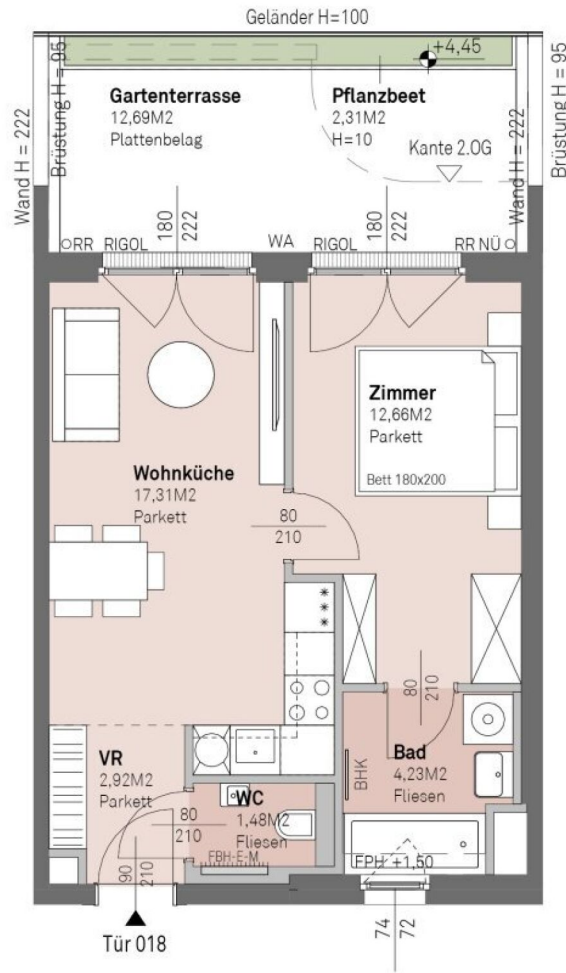 Geländer H=100
+4,45
Wand H = 222
Brüstung H = 95
Gartenterrasse
12,69M2
Plattenbelag
Pflanzbeet
2,31M2
H=10
Kante 2.OG
Wand H = 222
Brüstung H = 95
180
222
180
222
RR
RIGOL
WA
RIGOL
RR NÜ
Zimmer
12,66M2
Parkett
Bett 180x200
Wohnküche
17,31M2
Parkett
80
210
80
210
VR
2,92M2
Parkett
80
210
WC
1,48M2
Fliesen
FBH-E-M
BHK
Bad
4,23M2
Fliesen
FPH +1,50
90
210
74
72
Tür 018